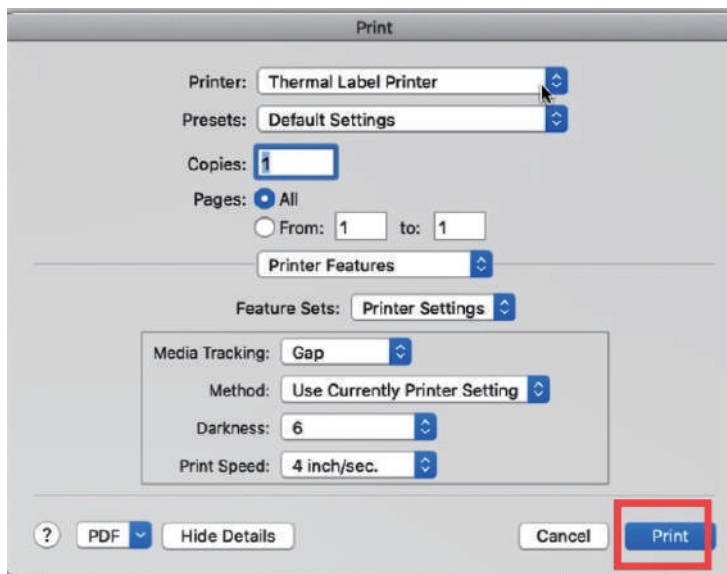 Print
Printer: Thermal Label Printer
Presets: Default Settings
Copies: 1
Pages: All
From: 1 to: 1
Printer Features
Feature Sets: Printer Settings
Media Tracking: Gap
Method: Use Currently Printer Setting
Darkness: 6
Print Speed: 4 inch/sec.
? PDF Hide Details Cancel Print